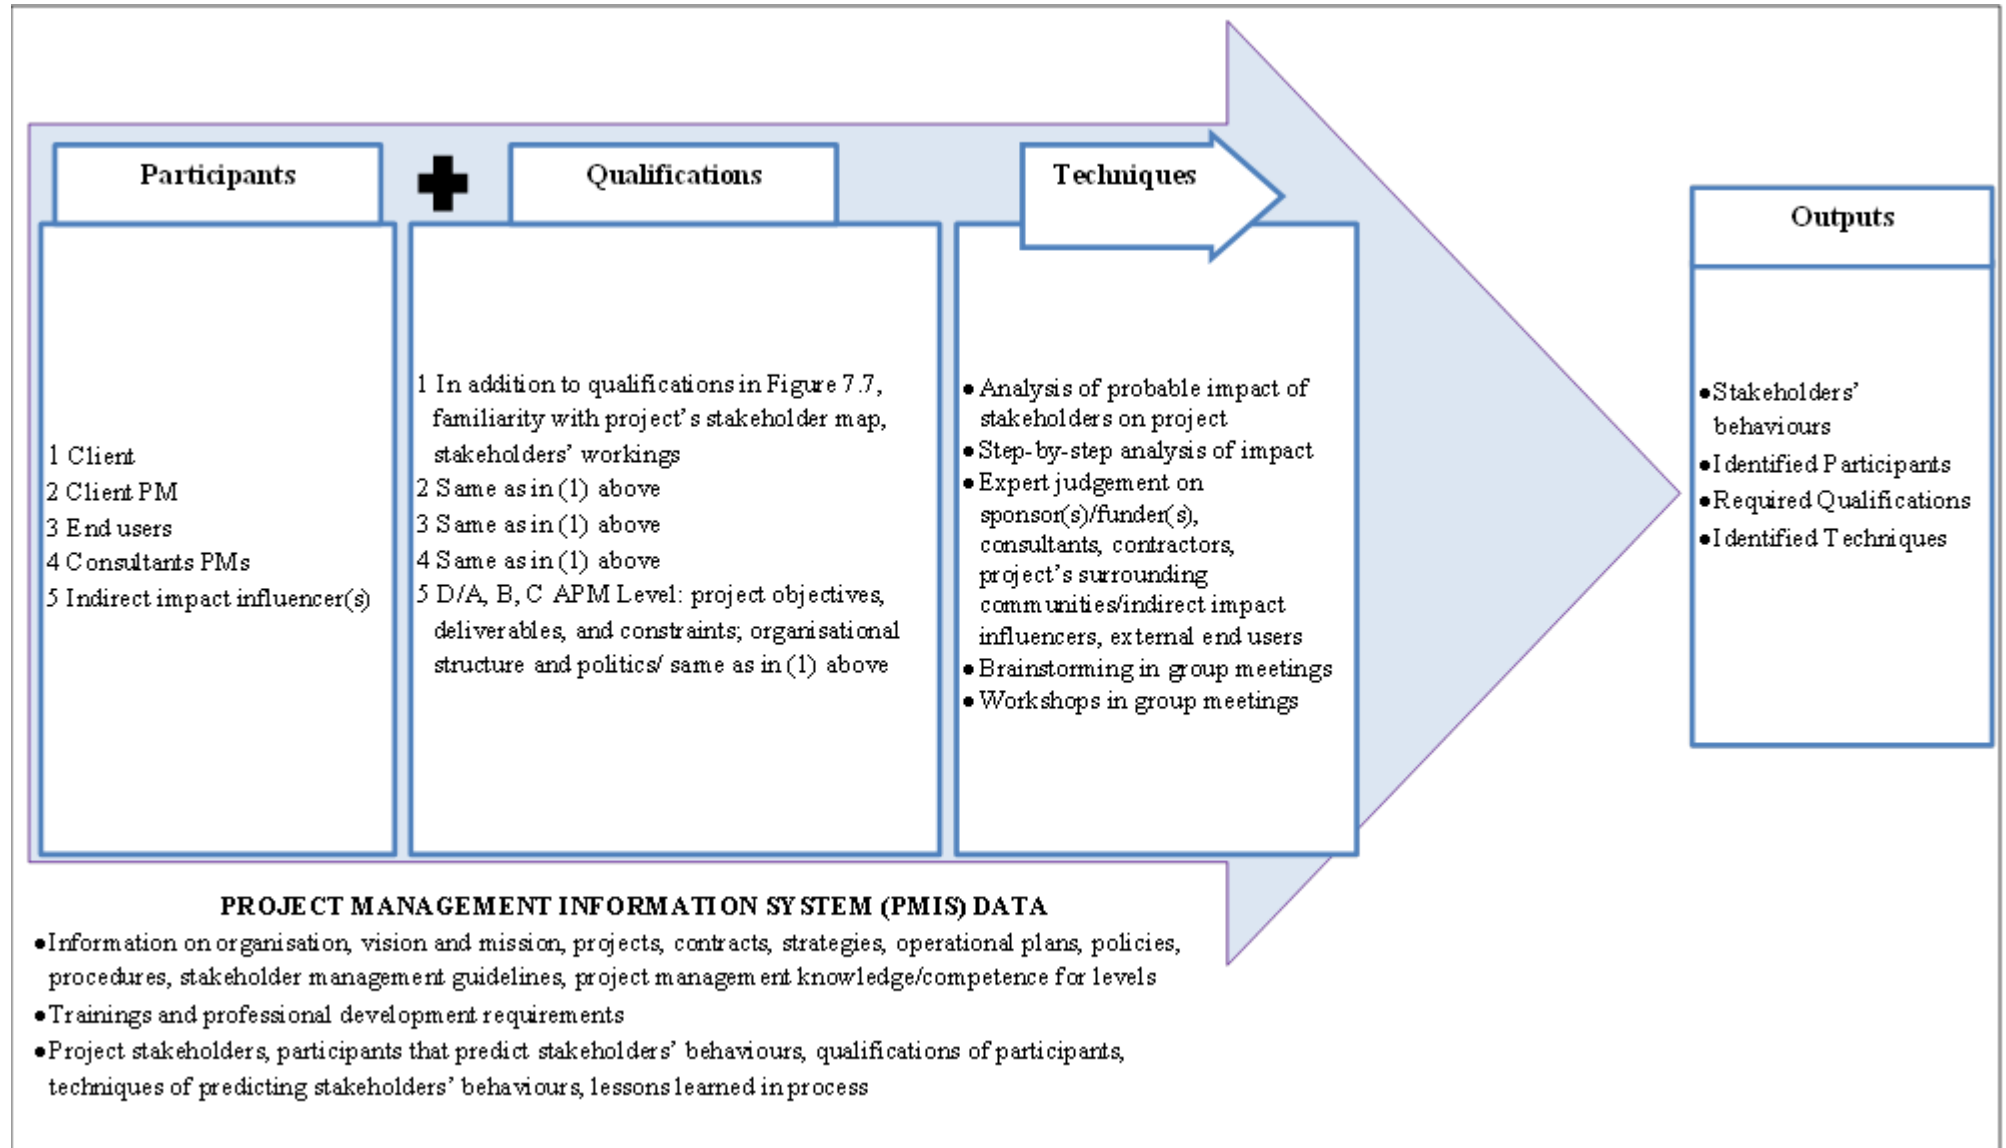 Participants
Qualifications
Techniques
Outputs
1 Client
2 Client PM
3 End users
4 Consultants PMs
5 Indirect impact influencer(s)
1 In addition to qualifications in Figure 7.7,
familiarity with project's stakeholder map,
stakeholders' workings
2 Same as in (1) above
3 Same as in (1) above
4 Same as in (1) above
5 D/A, B, C APM Level: project objectives,
deliverables, and constraints; organisational
structure and politics/ same as in (1) above
●Analysis of probable impact of
stakeholders on project
●Step-by-step analysis of impact
●Expert judgement on
sponsor(s)/funder(s),
consultants, contractors,
project's surrounding
communities/indirect impact
influencers, external end users
●Brainstorming in group meetings
●Workshops in group meetings
●Stakeholders'
behaviours
●Identified Participants
●Required Qualifications
●Identified Techniques
PROJECT MANAGEMENT INFORMATION SYSTEM (PMIS) DATA
●Information on organisation, vision and mission, projects, contracts, strategies, operational plans, policies,
procedures, stakeholder management guidelines, project management knowledge/competence for levels
●Trainings and professional development requirements
●Project stakeholders, participants that predict stakeholders' behaviours, qualifications of participants,
techniques of predicting stakeholders' behaviours, lessons learned in process